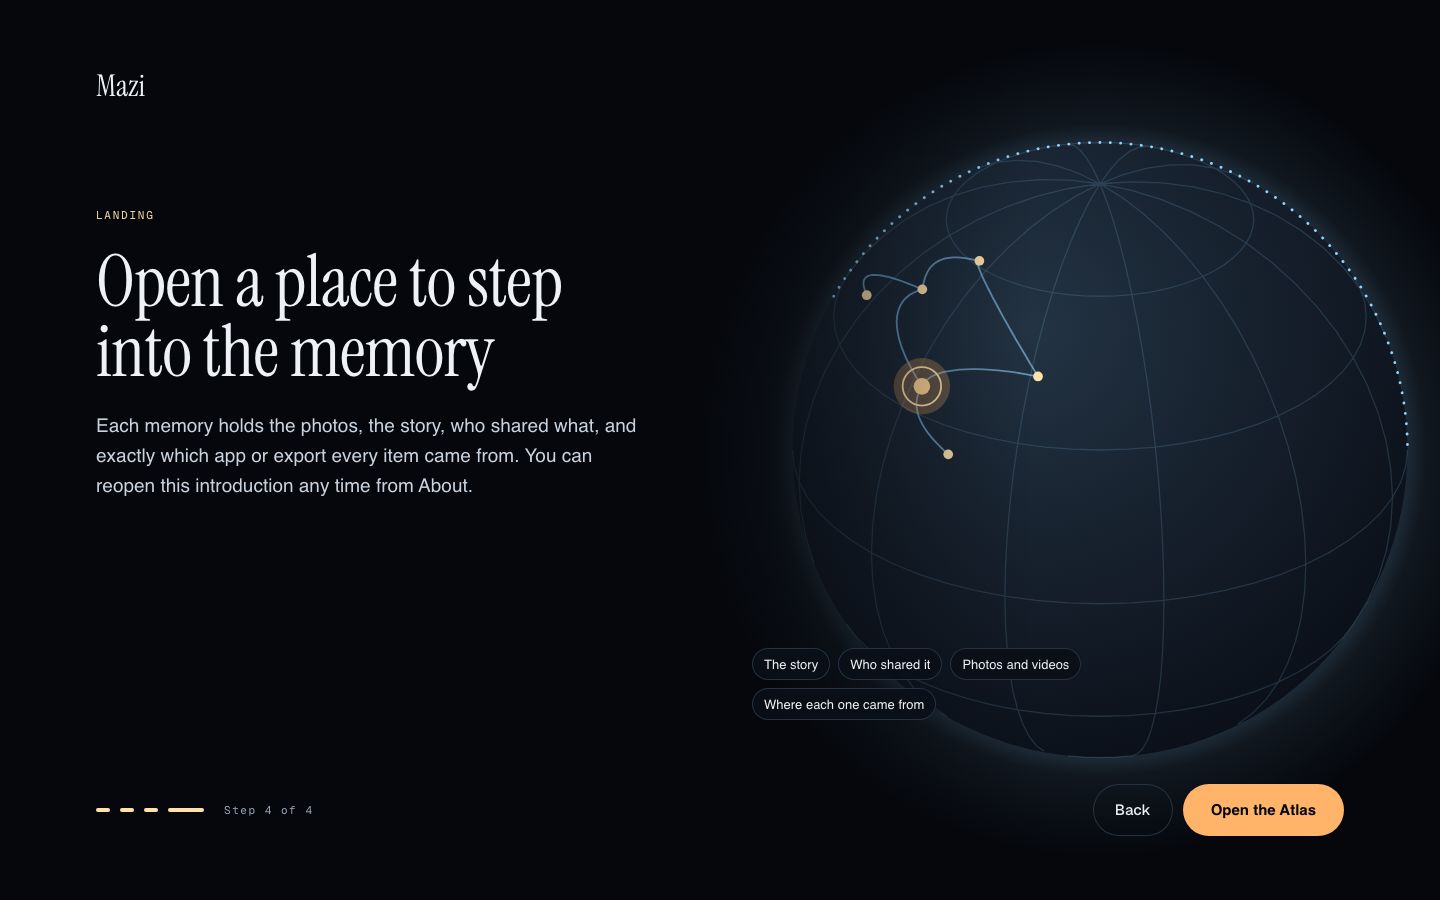 Mazi
LANDING
Open a place to step
into the memory
Each memory holds the photos, the story, who shared what, and
exactly which app or export every item came from. You can
reopen this introduction any time from About.
The story
Who shared it
Photos and videos
Where each one came from
Step 4 of 4
Back
Open the Atlas